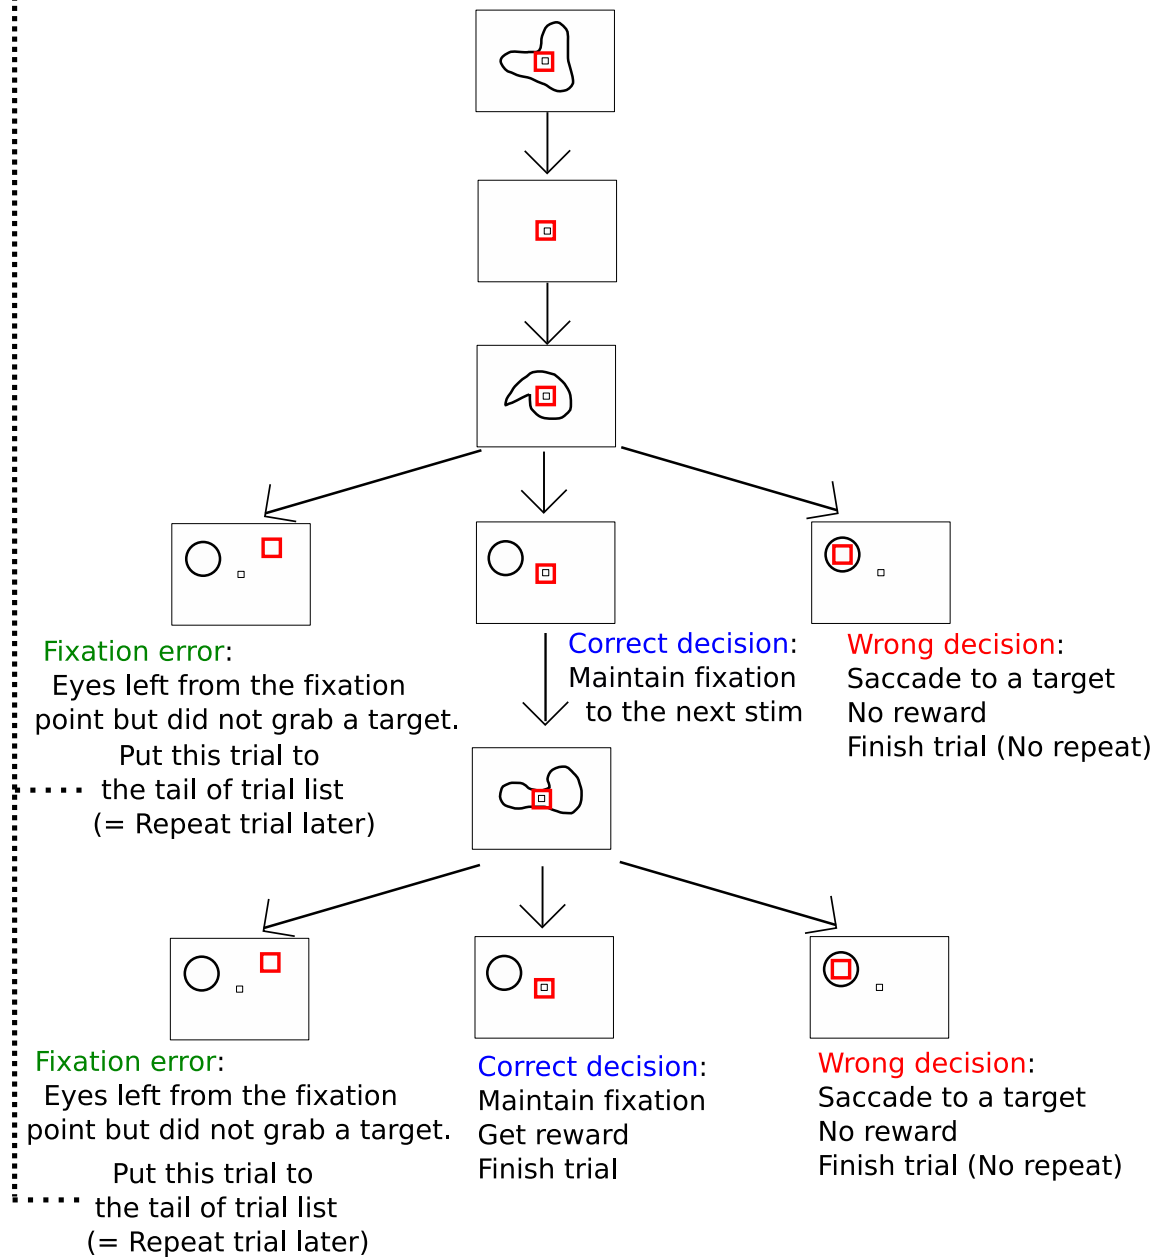 Fixation error:
Eyes left from the fixation
point but did not grab a target.
Put this trial to
the tail of trial list
(= Repeat trial later)
Correct decision:
Maintain fixation
to the next stim
Wrong decision:
Saccade to a target
No reward
Finish trial (No repeat)
Fixation error:
Eyes left from the fixation
point but did not grab a target.
Put this trial to
the tail of trial list
(= Repeat trial later)
Correct decision:
Maintain fixation
Get reward
Finish trial
Wrong decision:
Saccade to a target
No reward
Finish trial (No repeat)